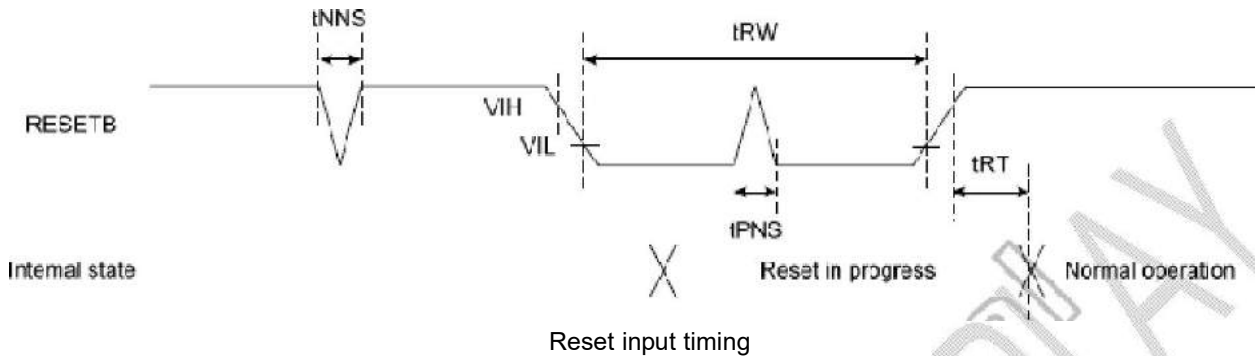 tNNS
tRW
RESETB
VIH
VIL
tRT
tPNS
Internal state
Reset in progress
Normal operation
Reset input timing